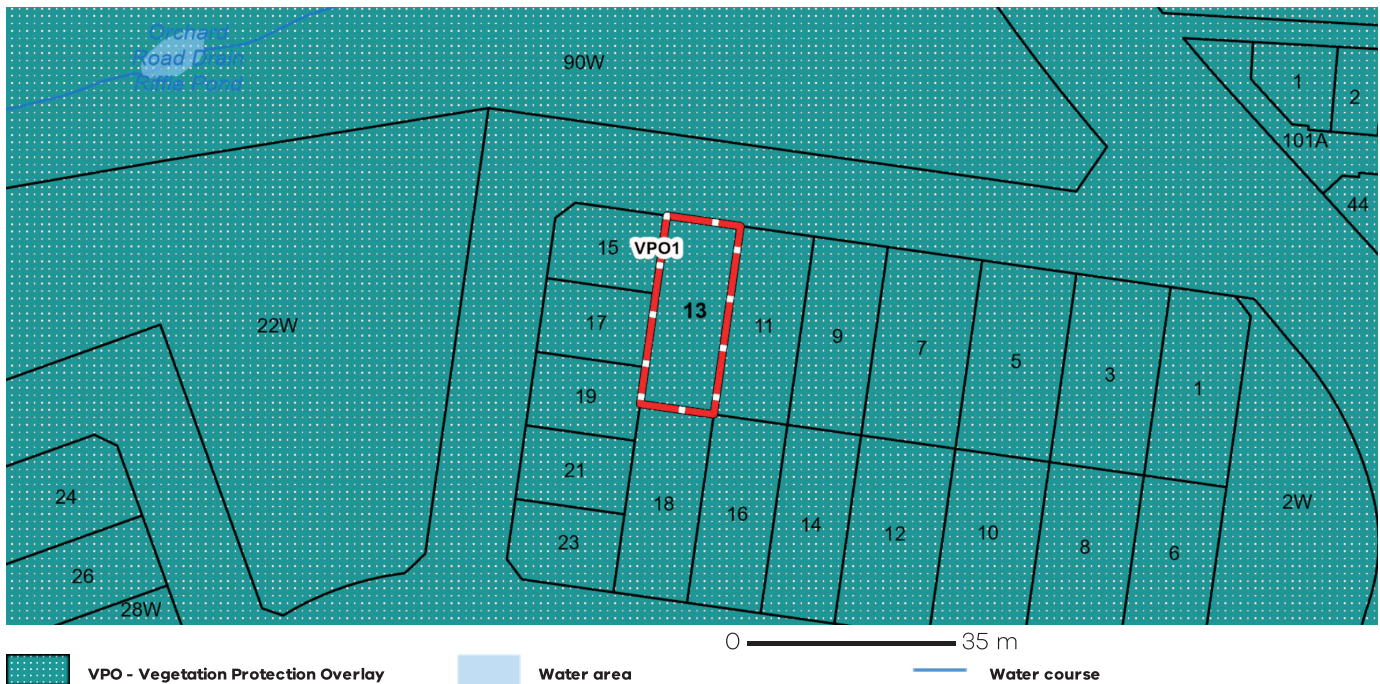 Orchard
Road Drain
Riffle Pond
90W
1
2
101A
44
15
VPO1
13
17
22W
11
9
7
5
3
1
19
24
21
18
16
14
12
10
8
6
2W
23
26
28W
0 35 m
VPO - Vegetation Protection Overlay
Water area
Water course